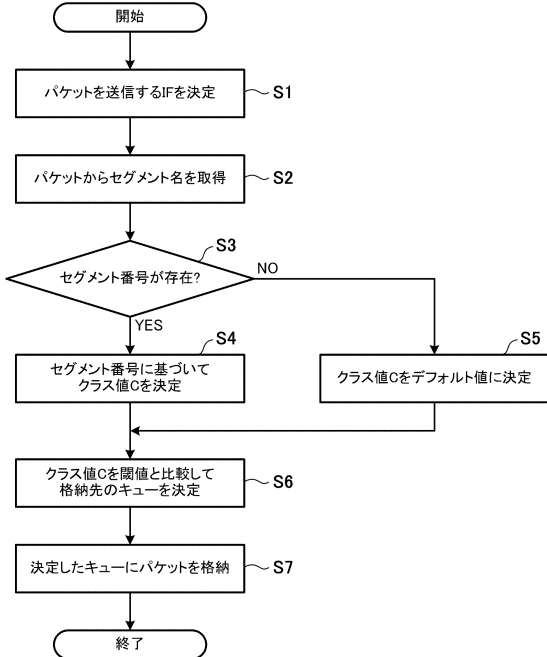 開始
パケットを送信するIFを決定
S1
パケットからセグメント名を取得
S2
S3
セグメント番号が存在?
NO
YES
S4
セグメント番号に基づいて
クラス値Cを決定
S5
クラス値Cをデフォルト値に決定
クラス値Cを閾値と比較して
格納先のキューを決定
S6
決定したキューにパケットを格納
S7
終了